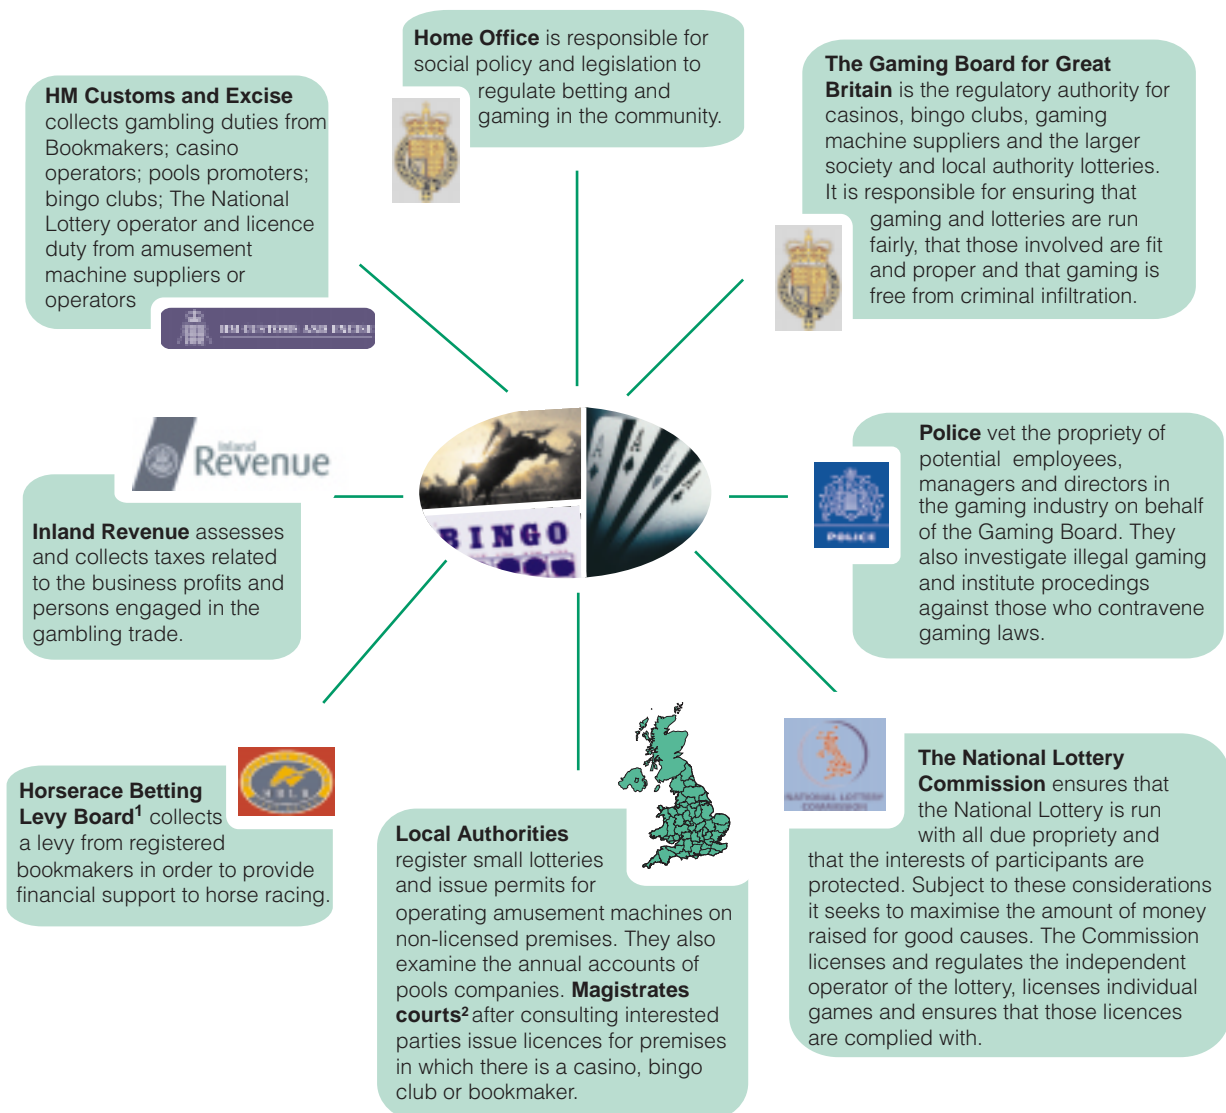 Home Office is responsible for
social policy and legislation to
regulate betting and
gaming in the community.
The Gaming Board for Great
Britain is the regulatory authority for
casinos, bingo clubs, gaming
machine suppliers and the larger
society and local authority lotteries.
It is responsible for ensuring that
gaming and lotteries are run
fairly, that those involved are fit
and proper and that gaming is
free from criminal infiltration.
HM Customs and Excise
collects gambling duties from
Bookmakers; casino
operators; pools promoters;
bingo clubs; The National
Lottery operator and licence
duty from amusement
machine suppliers or
operators
HM CUSTOMS AND EXCISE
Inland
Revenue
Inland Revenue assesses
and collects taxes related
to the business profits and
persons engaged in the
gambling trade.
BINGO
Police vet the propriety of
potential employees,
managers and directors in
the gaming industry on behalf
of the Gaming Board. They
also investigate illegal gaming
and institute procedings
against those who contravene
gaming laws.
POLICE
Horserace Betting
Levy Board¹ collects
a levy from registered
bookmakers in order to provide
financial support to horse racing.
Local Authorities
register small lotteries
and issue permits for
operating amusement machines on
non-licensed premises. They also
examine the annual accounts of
pools companies. Magistrates
courts² after consulting interested
parties issue licences for premises
in which there is a casino, bingo
club or bookmaker.
NATIONAL LOTTERY
COMMISSION
The National Lottery
Commission ensures that
the National Lottery is run
with all due propriety and
that the interests of participants are
protected. Subject to these considerations
it seeks to maximise the amount of money
raised for good causes. The Commission
licenses and regulates the independent
operator of the lottery, licenses individual
games and ensures that those licences
are complied with.